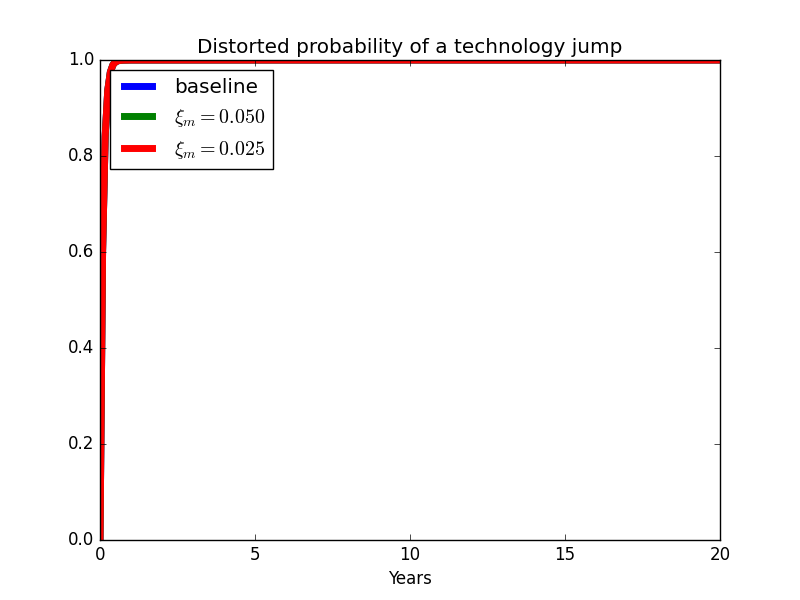 Distorted probability of a technology jump
1.0
0.8
0.6
0.4
0.2
0.0
baseline
ξₘ = 0.050
ξₘ = 0.025
0 5 10 15 20
Years